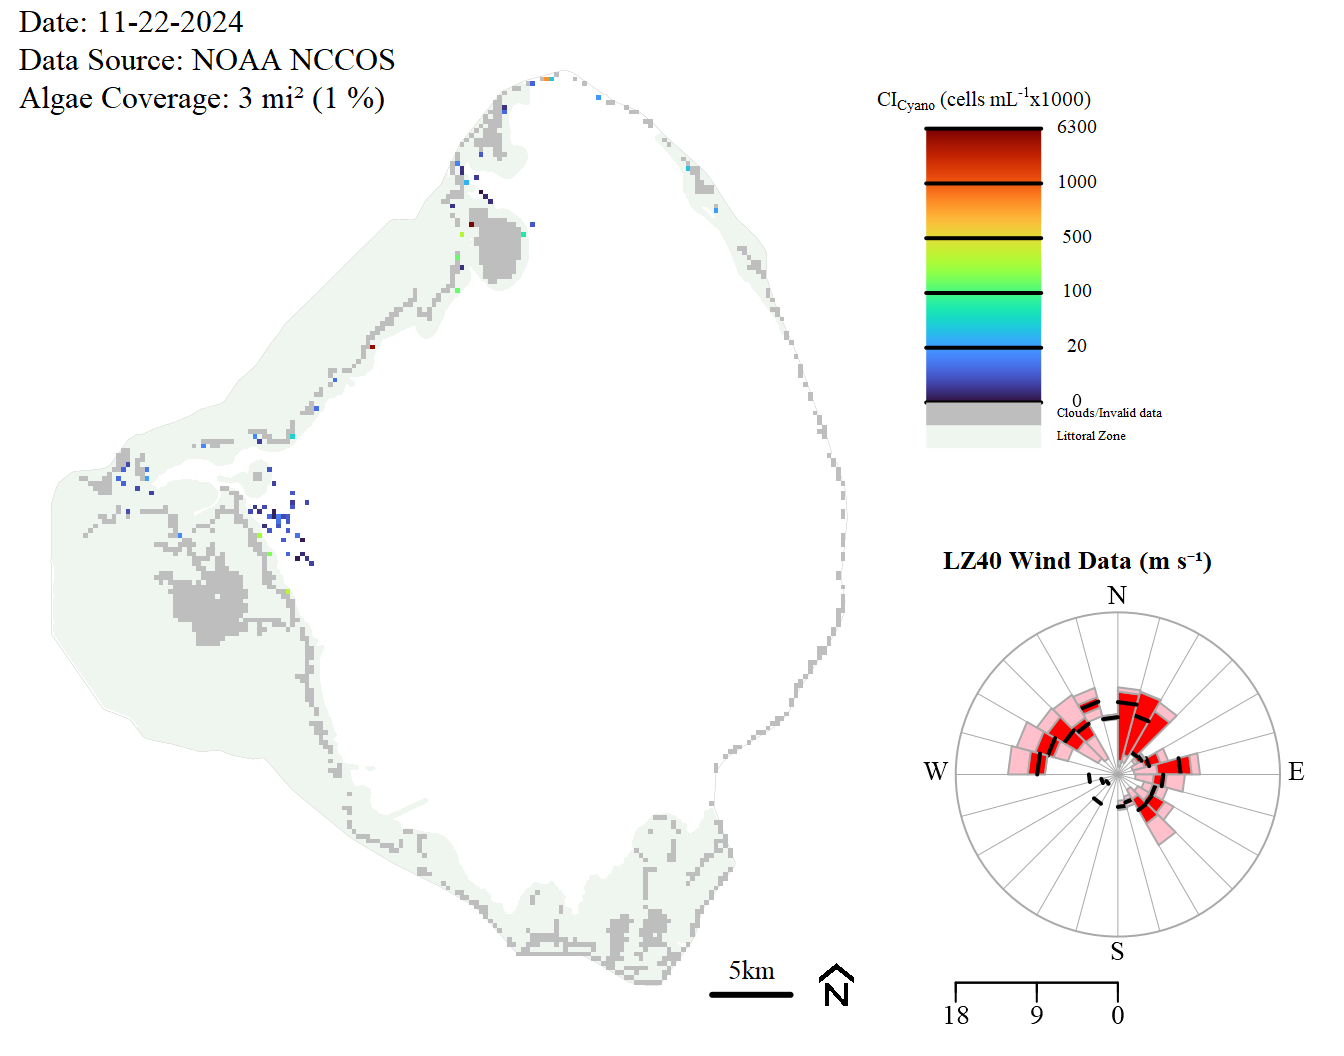 Date: 11-22-2024
Data Source: NOAA NCCOS
Algae Coverage: 3 mi² (1 %)
CICyano (cells mL-1x1000)
6300
1000
500
100
20
0
Clouds/Invalid data
Littoral Zone
LZ40 Wind Data (m s⁻¹)
N
W
E
S
5km
N
18 9 0